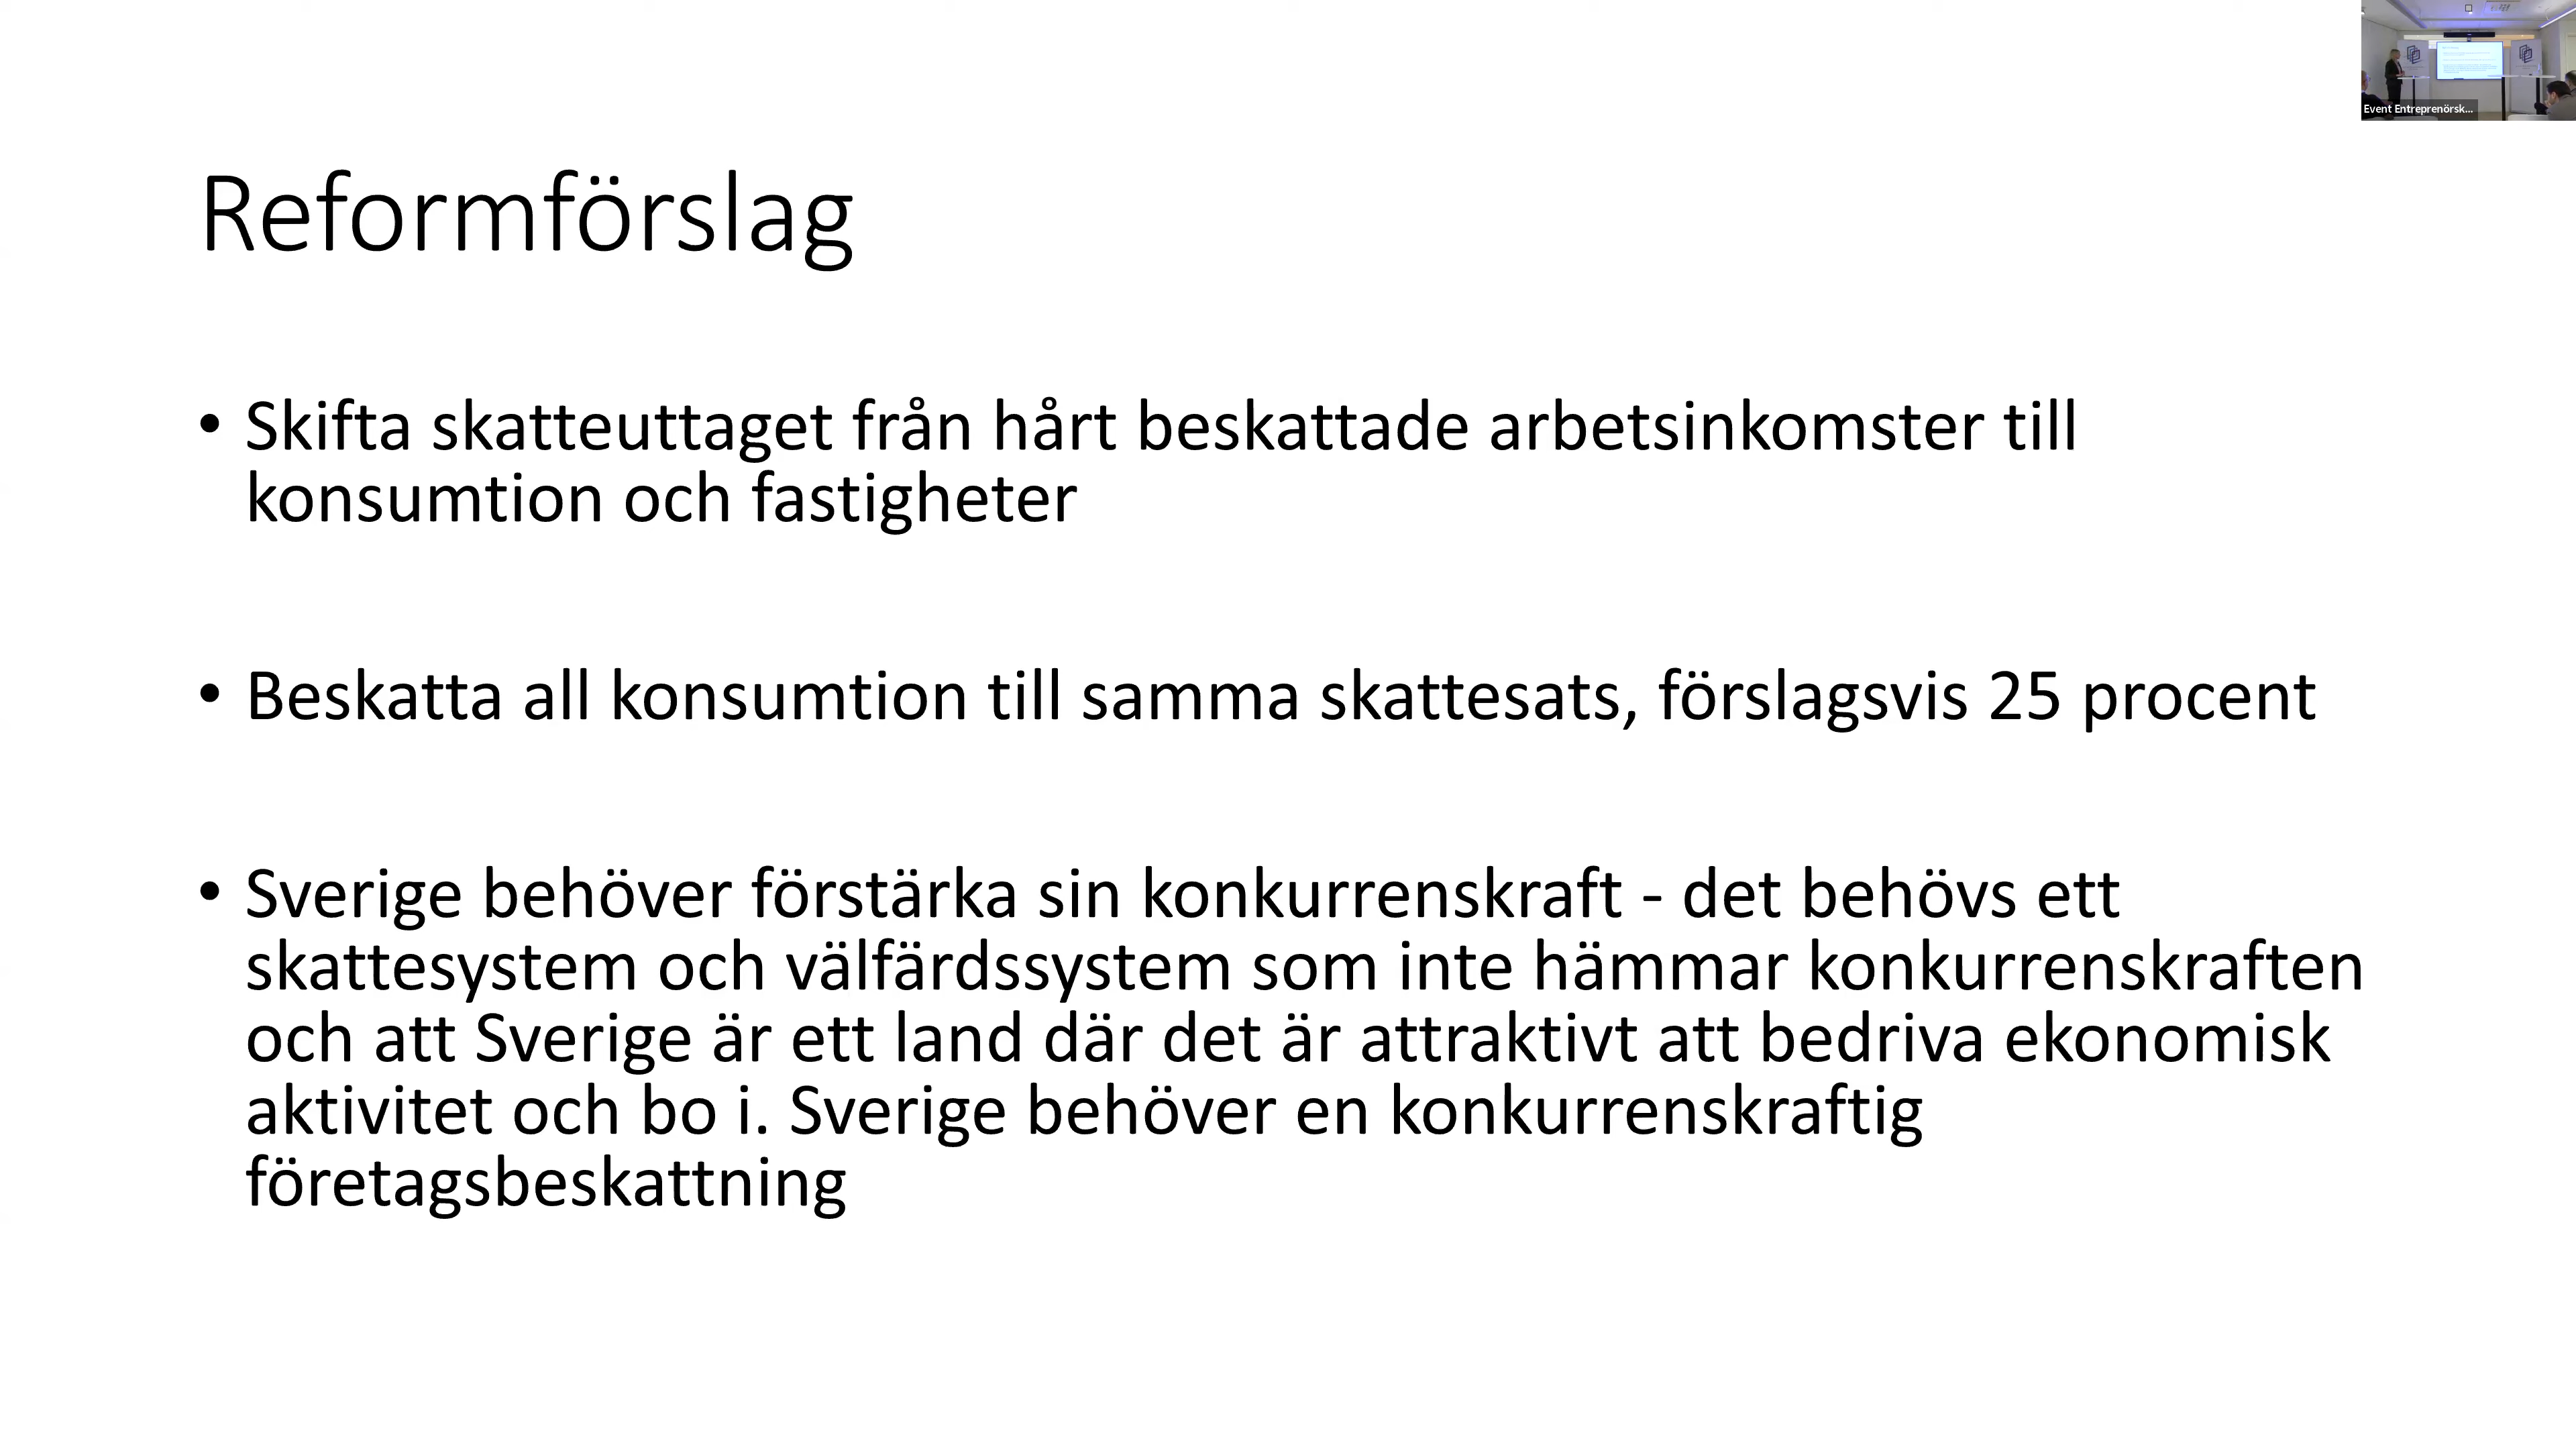 Event Entreprenörsk...
Reformförslag
• Skifta skatteuttaget från hårt beskattade arbetsinkomster till
konsumtion och fastigheter
• Beskatta all konsumtion till samma skattesats, förslagsvis 25 procent
• Sverige behöver förstärka sin konkurrenskraft - det behövs ett
skattesystem och välfärdssystem som inte hämmar konkurrenskraften
och att Sverige är ett land där det är attraktivt att bedriva ekonomisk
aktivitet och bo i. Sverige behöver en konkurrenskraftig
företagsbeskattning